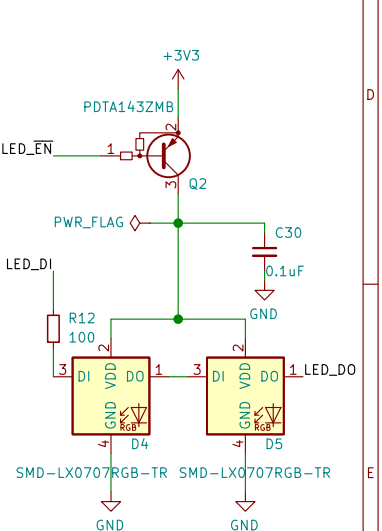 +3V3
D
PDTA143ZMB
2
LED_EN
1
3
Q2
PWR_FLAG
C30
LED_DI
0.1uF
GND
R12
100
2
2
3
DI
VDD
DO
1
3
DI
VDD
DO
1
LED_DO
GND
RGB
GND
RGB
4
D4
4
D5
E
SMD-LX0707RGB-TR
SMD-LX0707RGB-TR
GND
GND